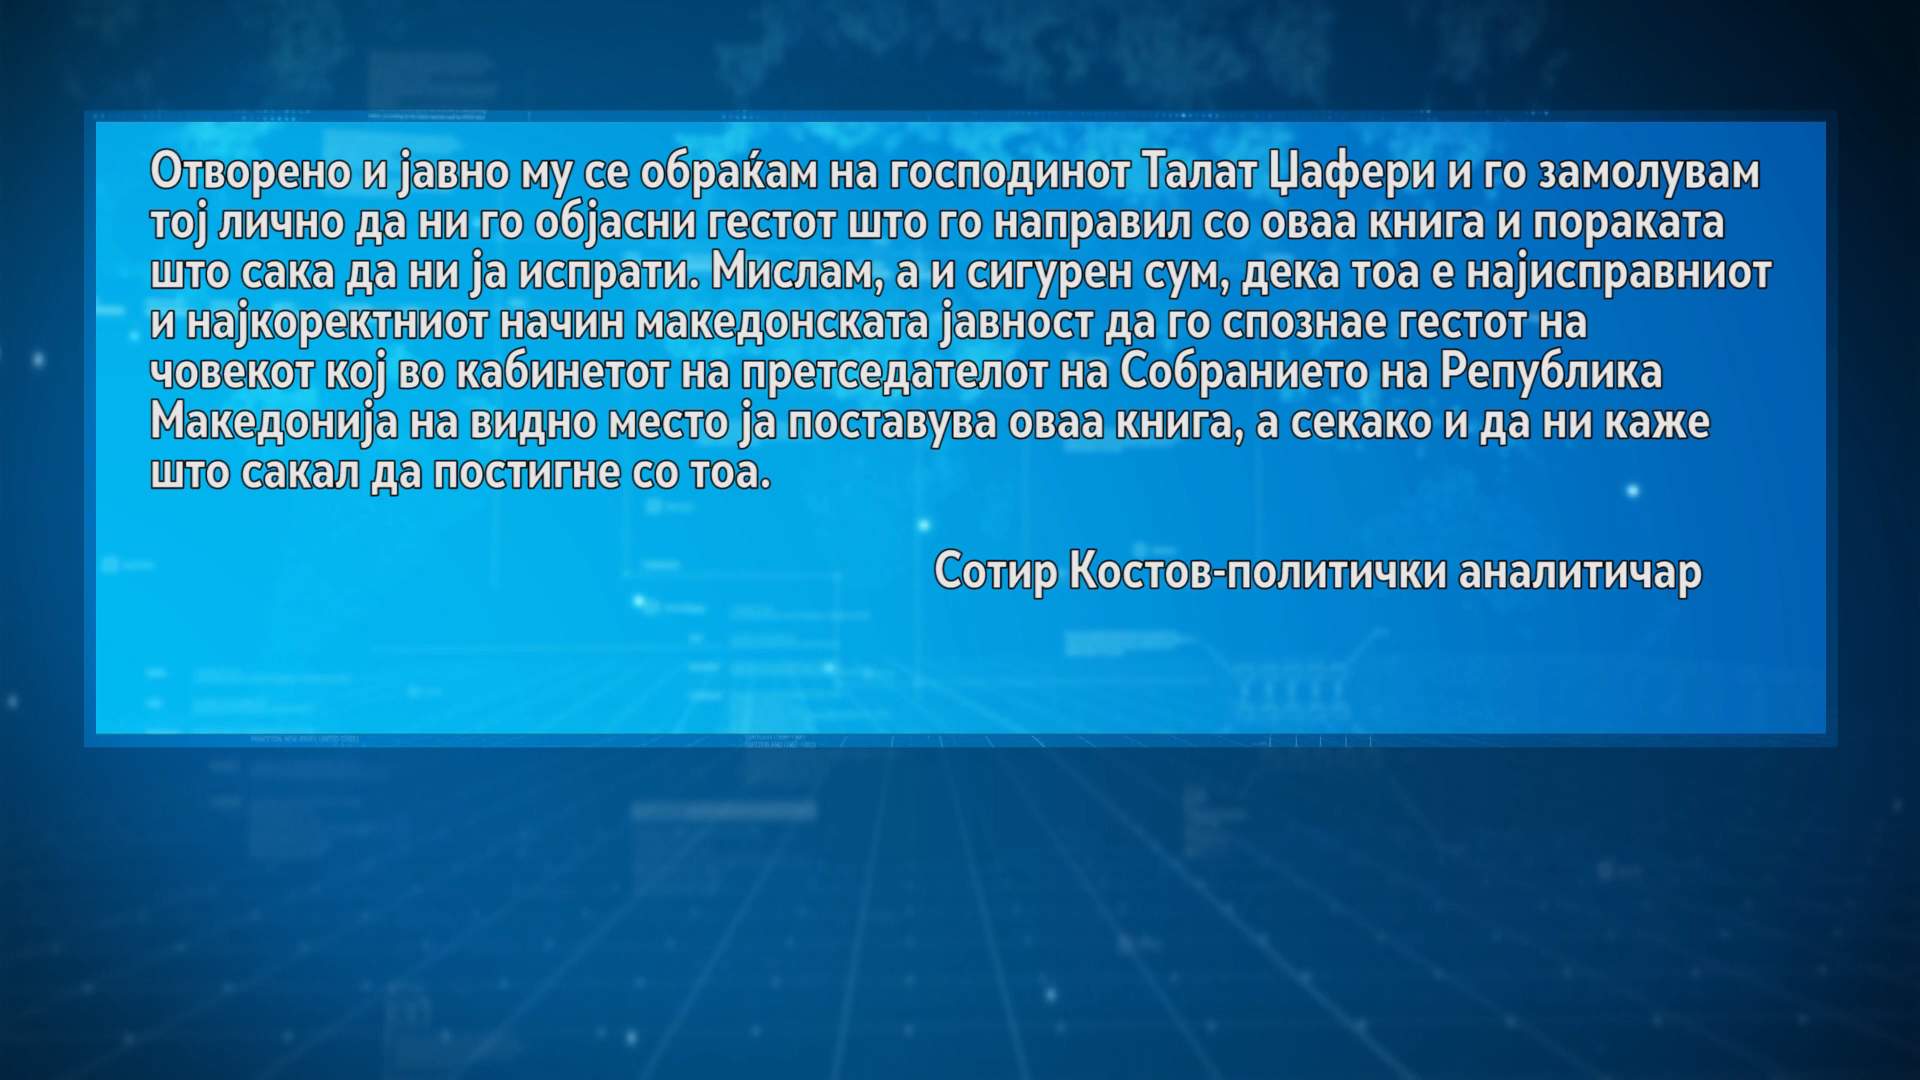 Отворено и јавно му се обраќам на господинот Талат Џафери и го замолувам
тој лично да ни го објасни гестот што го направил со оваа книга и пораката
што сака да ни ја испрати. Мислам, а и сигурен сум, дека тоа е најисправниот
и најкоректниот начин македонската јавност да го спознае гестот на
човекот кој во кабинетот на претседателот на Собранието на Република
Македонија на видно место ја поставува оваа книга, а секако и да ни каже
што сакал да постигне со тоа.
Сотир Костов-политички аналитичар